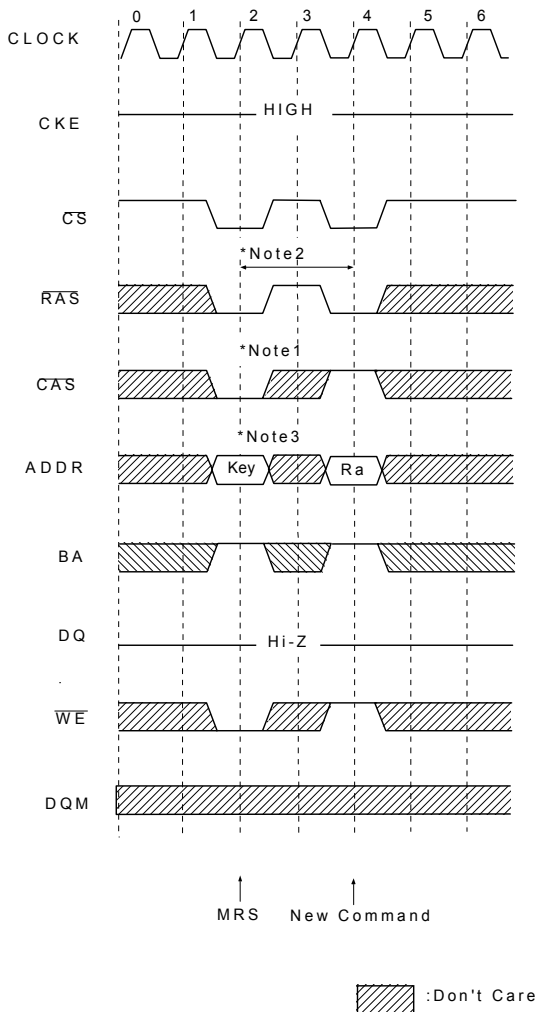 0 1 2 3 4 5 6
CLOCK
HIGH
CKE
CS
*Note2
RAS
*Note1
CAS
*Note3
ADDR Key Ra
BA
DQ Hi-Z
.
WE
DQM
MRS New Command
:Don't Care